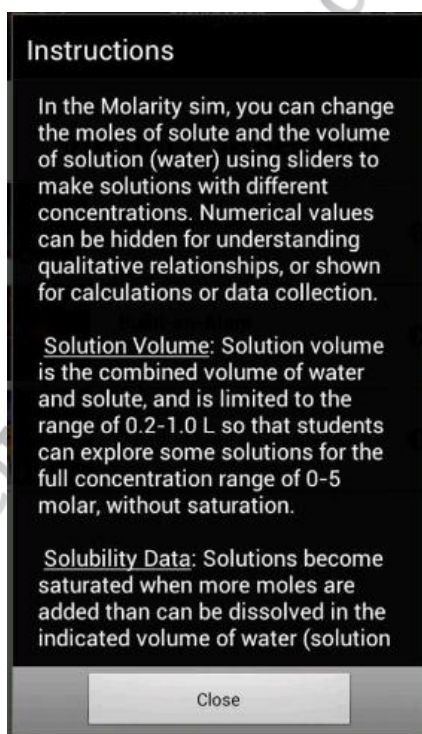 Instructions
In the Molarity sim, you can change
the moles of solute and the volume
of solution (water) using sliders to
make solutions with different
concentrations. Numerical values
can be hidden for understanding
qualitative relationships, or shown
for calculations or data collection.
Solution Volume: Solution volume
is the combined volume of water
and solute, and is limited to the
range of 0.2-1.0 L so that students
can explore some solutions for the
full concentration range of 0-5
molar, without saturation.
Solubility Data: Solutions become
saturated when more moles are
added than can be dissolved in the
indicated volume of water (solution
Close